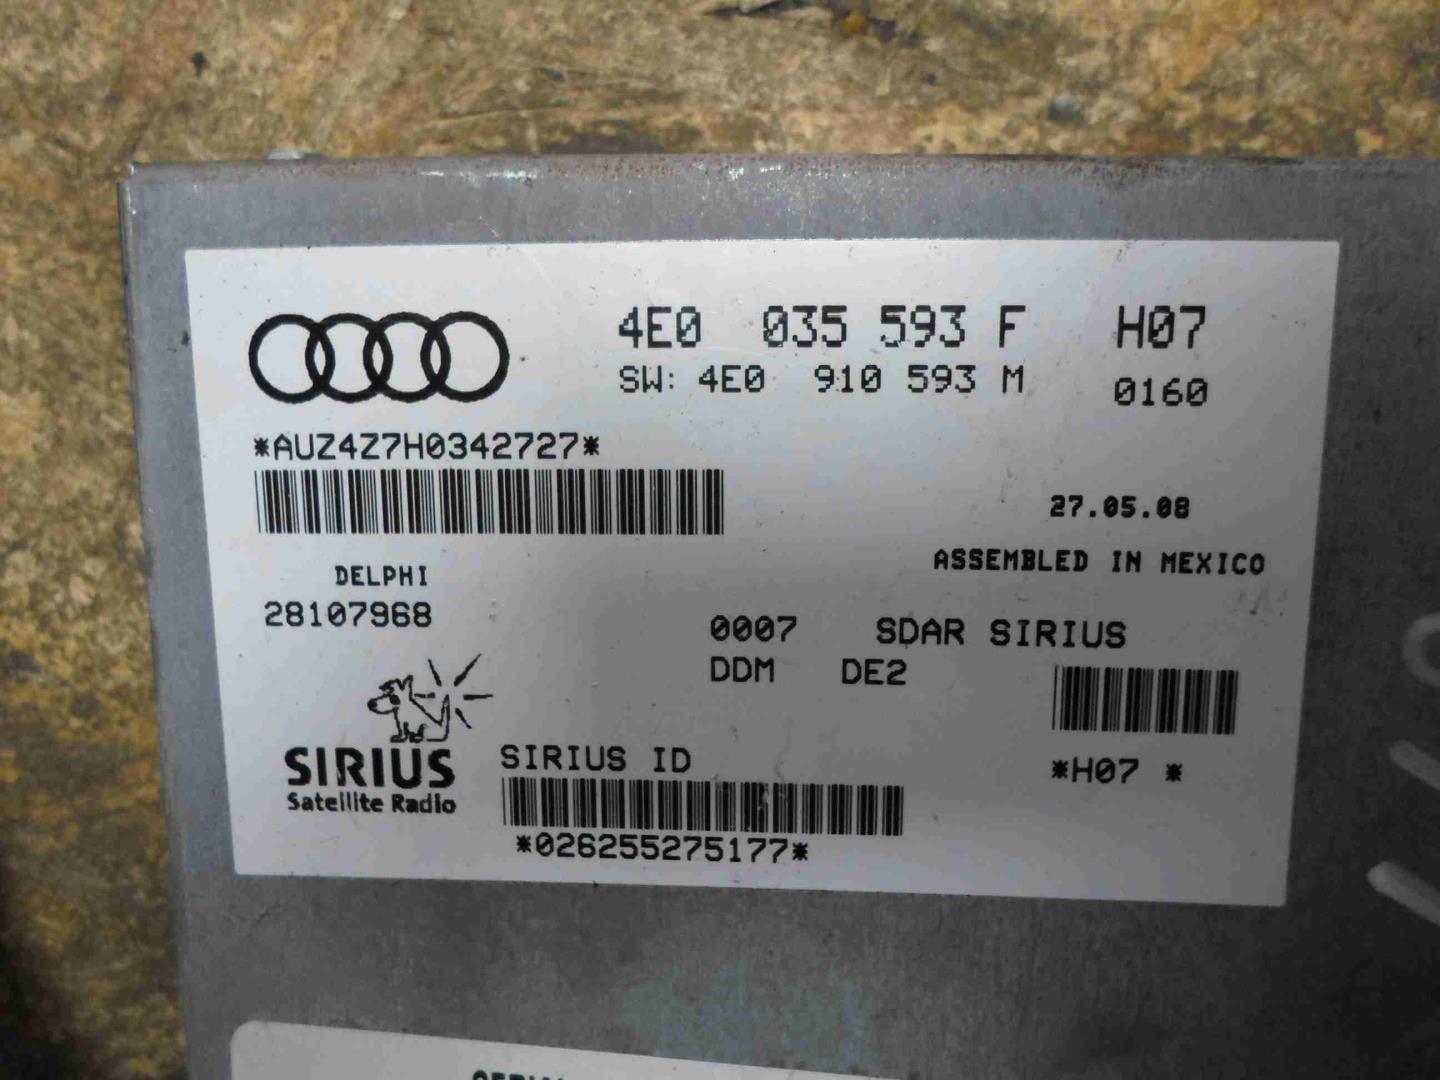 4E0 035 593 F H07
SW: 4E0 910 593 M 0160
*AUZ4Z7H0342727*
27.05.08
ASSEMBLED IN MEXICO
DELPHI
28107968
0007 SDAR SIRIUS
DDM DE2
SIRIUS
Satellite Radio
SIRIUS ID
*H07 *
*026255275177*